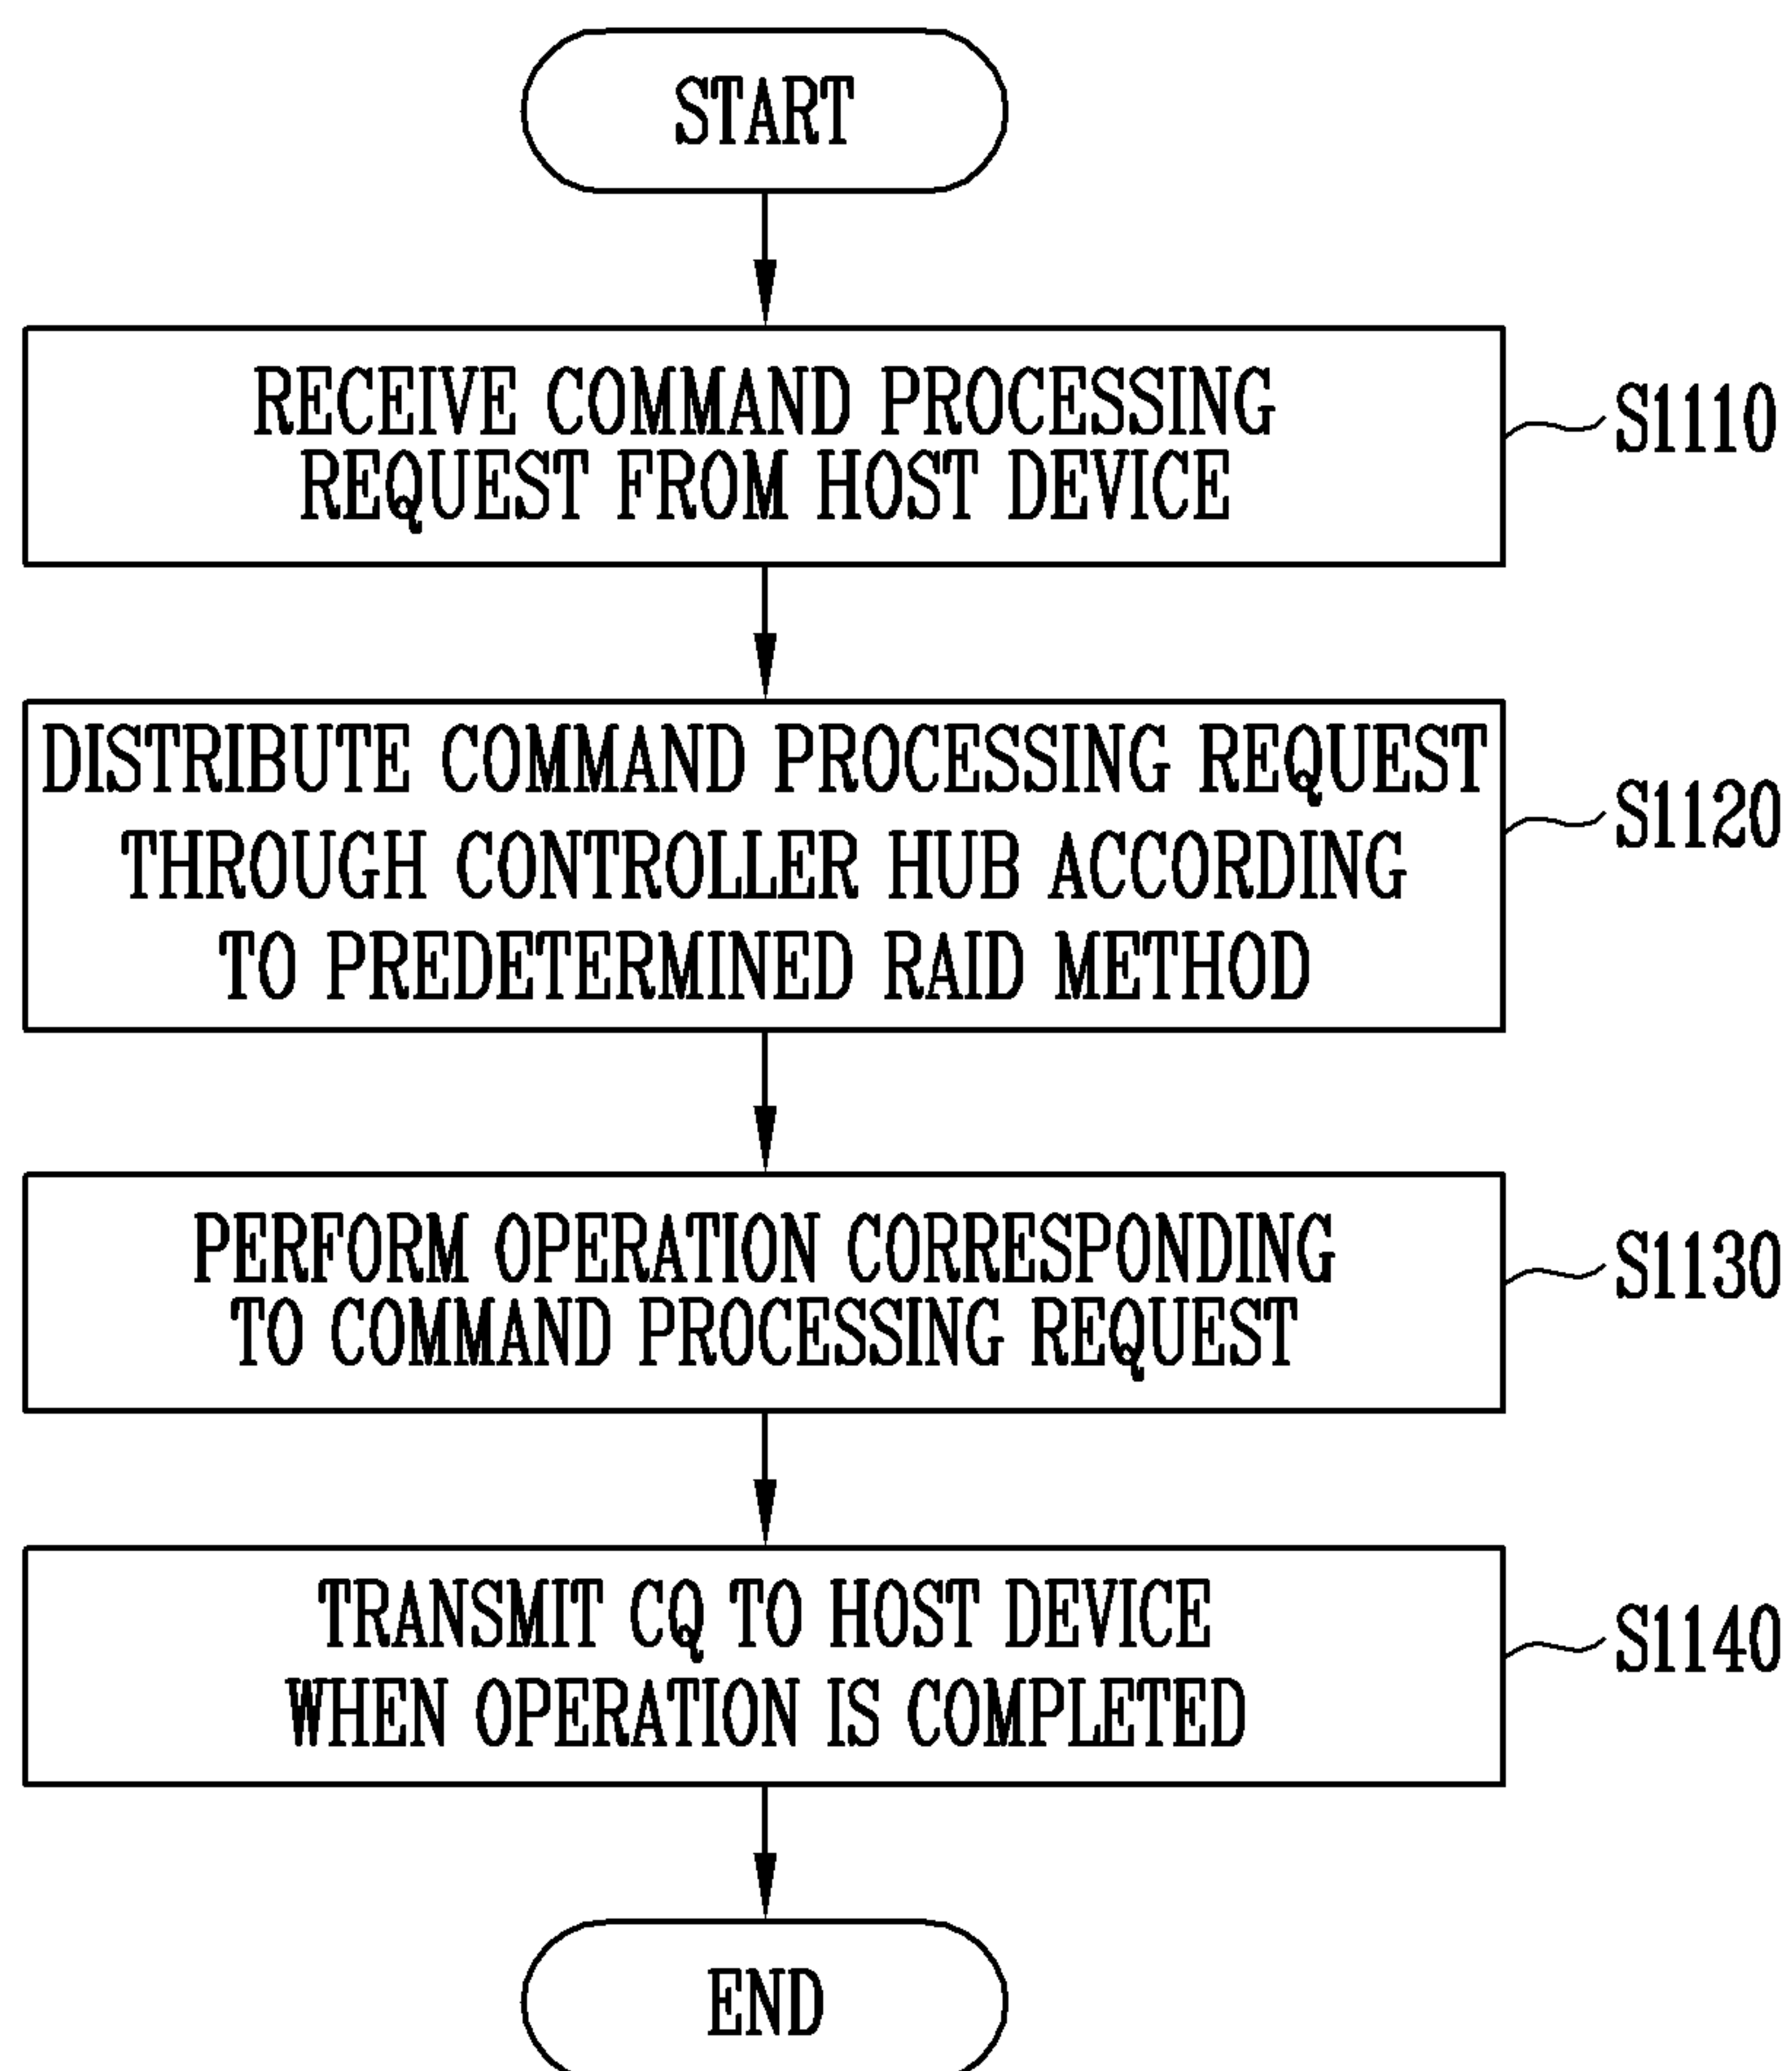 START
RECEIVE COMMAND PROCESSING
REQUEST FROM HOST DEVICE
S1110
DISTRIBUTE COMMAND PROCESSING REQUEST
THROUGH CONTROLLER HUB ACCORDING
TO PREDETERMINED RAID METHOD
S1120
PERFORM OPERATION CORRESPONDING
TO COMMAND PROCESSING REQUEST
S1130
TRANSMIT CQ TO HOST DEVICE
WHEN OPERATION IS COMPLETED
S1140
END